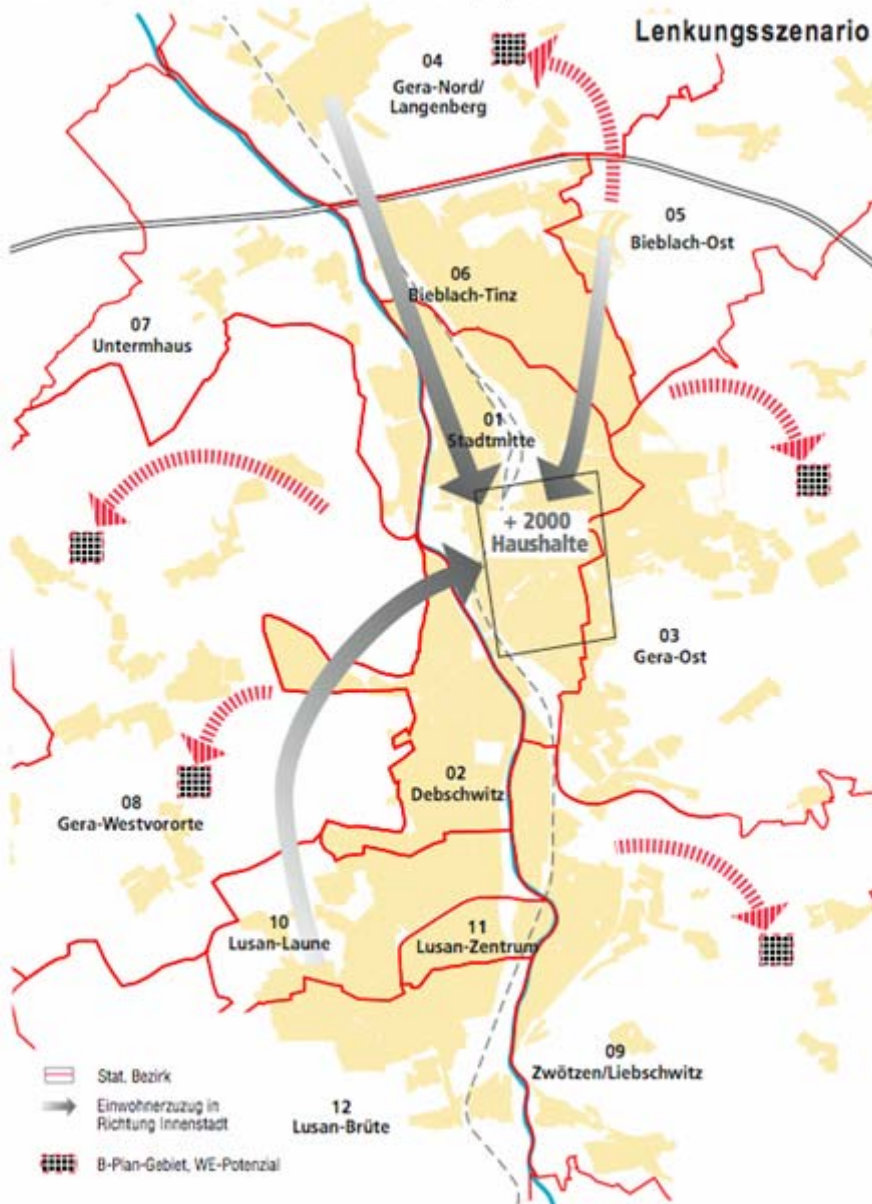 Lenkungsszenario
04
Gera-Nord/
Langenberg
05
Bieblach-Ost
06
Bieblach-Tinz
07
Untermhaus
01
Stadtmitte
+ 2000
Haushalte
03
Gera-Ost
02
Debschwitz
08
Gera-Westvororte
10
Lusan-Laune
11
Lusan-Zentrum
09
Zwötzen/Liebschwitz
12
Lusan-Brüte
Stat. Bezirk
Einwohnerzuzug in
Richtung Innenstadt
B-Plan-Gebiet, WE-Potenzial